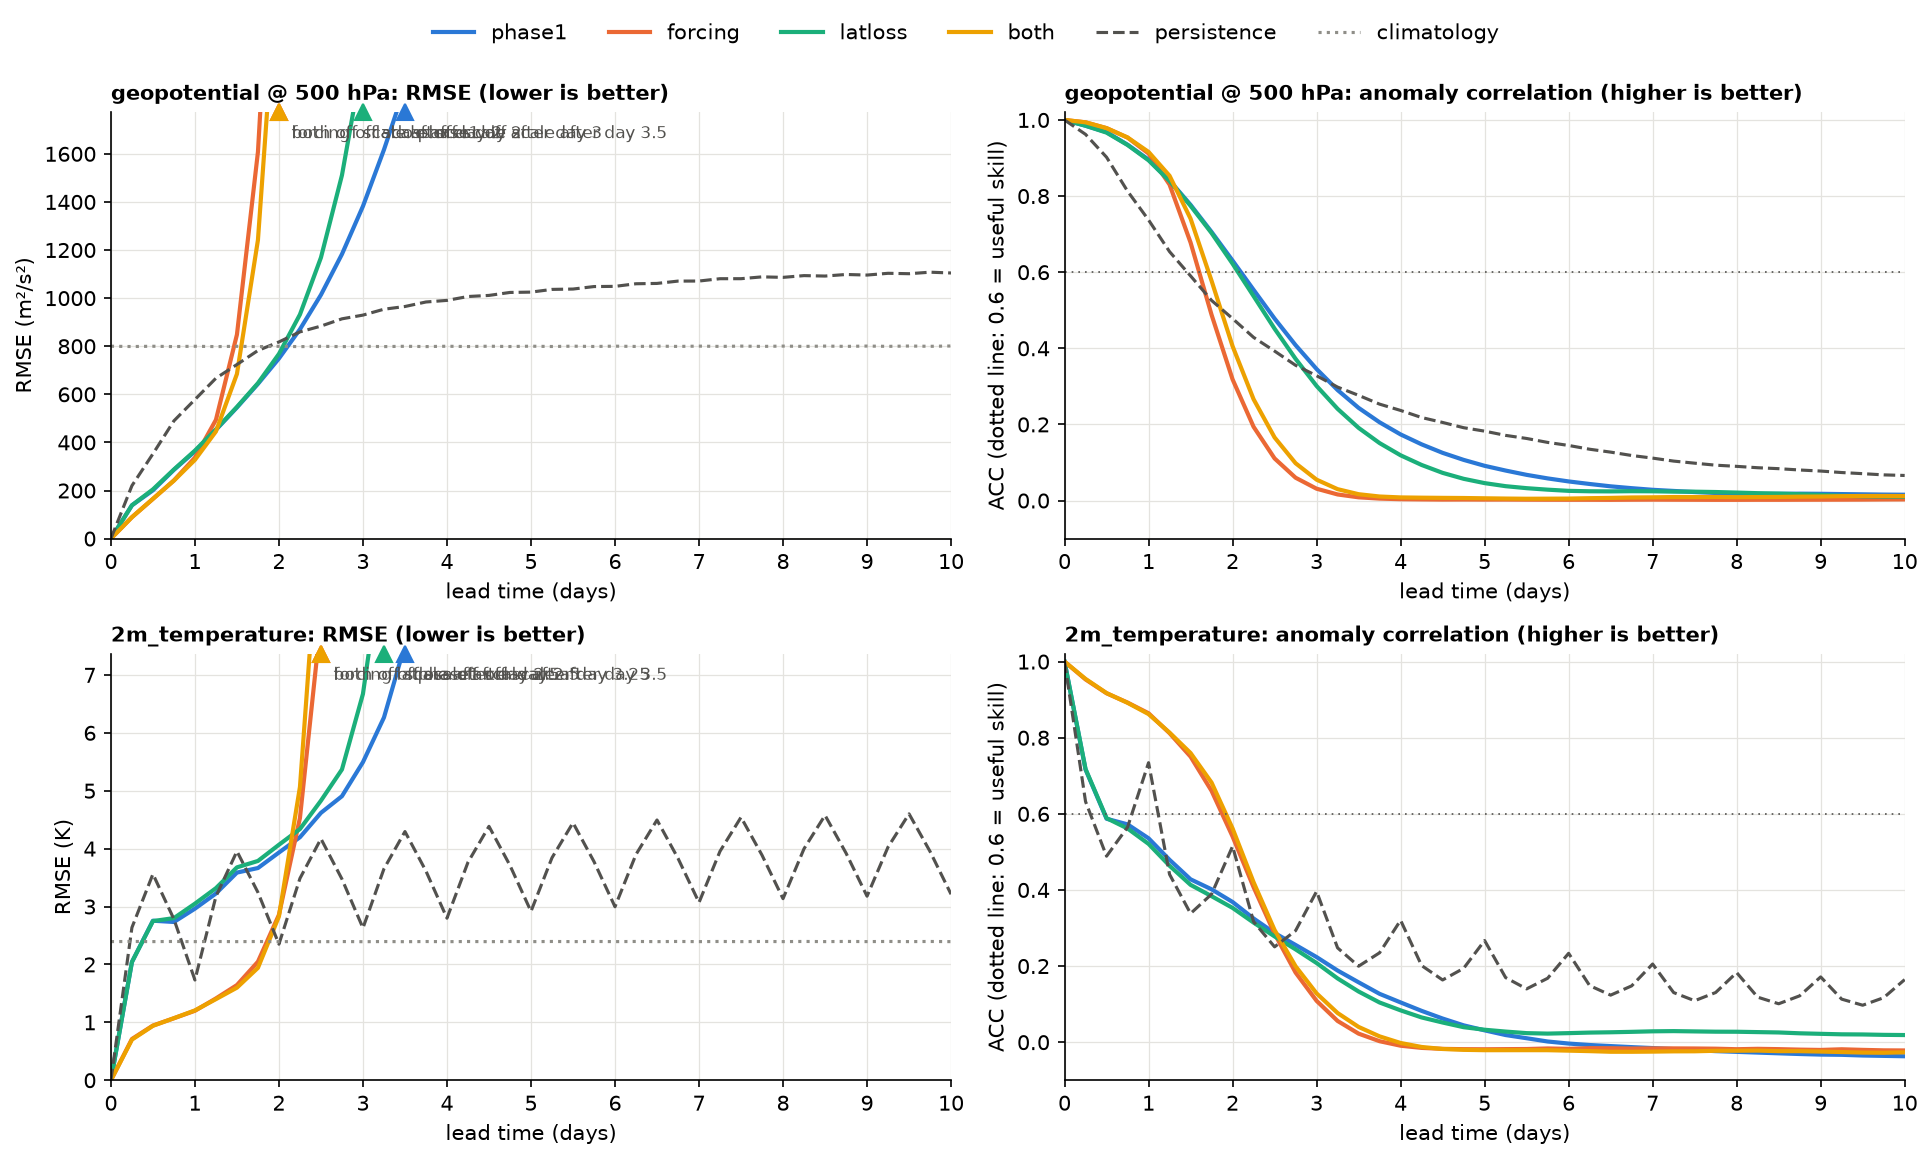 phase1 forcing latloss both persistence climatology
geopotential @ 500 hPa: RMSE (lower is better)
RMSE (m²/s²)
1600
1400
1200
1000
800
600
400
200
0
0 1 2 3 4 5 6 7 8 9 10
lead time (days)
day 3.5
geopotential @ 500 hPa: anomaly correlation (higher is better)
ACC (dotted line: 0.6 = useful skill)
1.0
0.8
0.6
0.4
0.2
0.0
0 1 2 3 4 5 6 7 8 9 10
lead time (days)
2m_temperature: RMSE (lower is better)
RMSE (K)
7
6
5
4
3
2
1
0
0 1 2 3 4 5 6 7 8 9 10
lead time (days)
2m_temperature: anomaly correlation (higher is better)
ACC (dotted line: 0.6 = useful skill)
1.0
0.8
0.6
0.4
0.2
0.0
0 1 2 3 4 5 6 7 8 9 10
lead time (days)